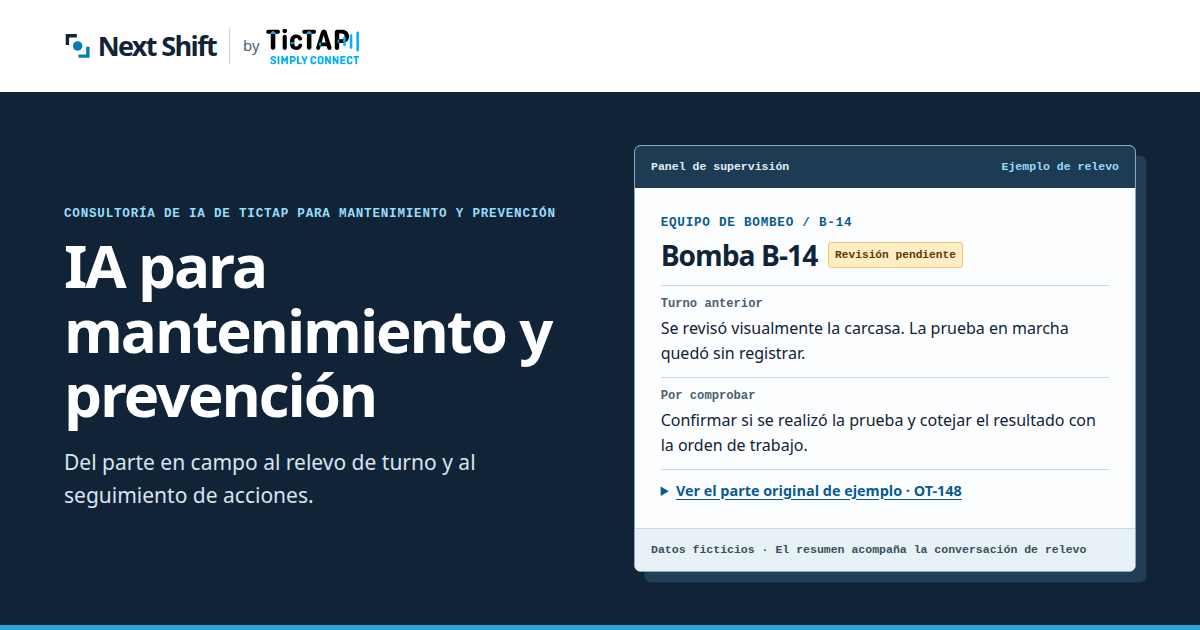 Next Shift
by TicTAP
SIMPLY CONNECT
CONSULTORÍA DE IA DE TICTAP PARA MANTENIMIENTO Y PREVENCIÓN
IA para
mantenimiento y
prevención
Del parte en campo al relevo de turno y al
seguimiento de acciones.
Panel de supervisión
Ejemplo de relevo
EQUIPO DE BOMBEO / B-14
Bomba B-14
Revisión pendiente
Turno anterior
Se revisó visualmente la carcasa. La prueba en marcha
quedó sin registrar.
Por comprobar
Confirmar si se realizó la prueba y cotejar el resultado con
la orden de trabajo.
Ver el parte original de ejemplo · OT-148
Datos ficticios · El resumen acompaña la conversación de relevo